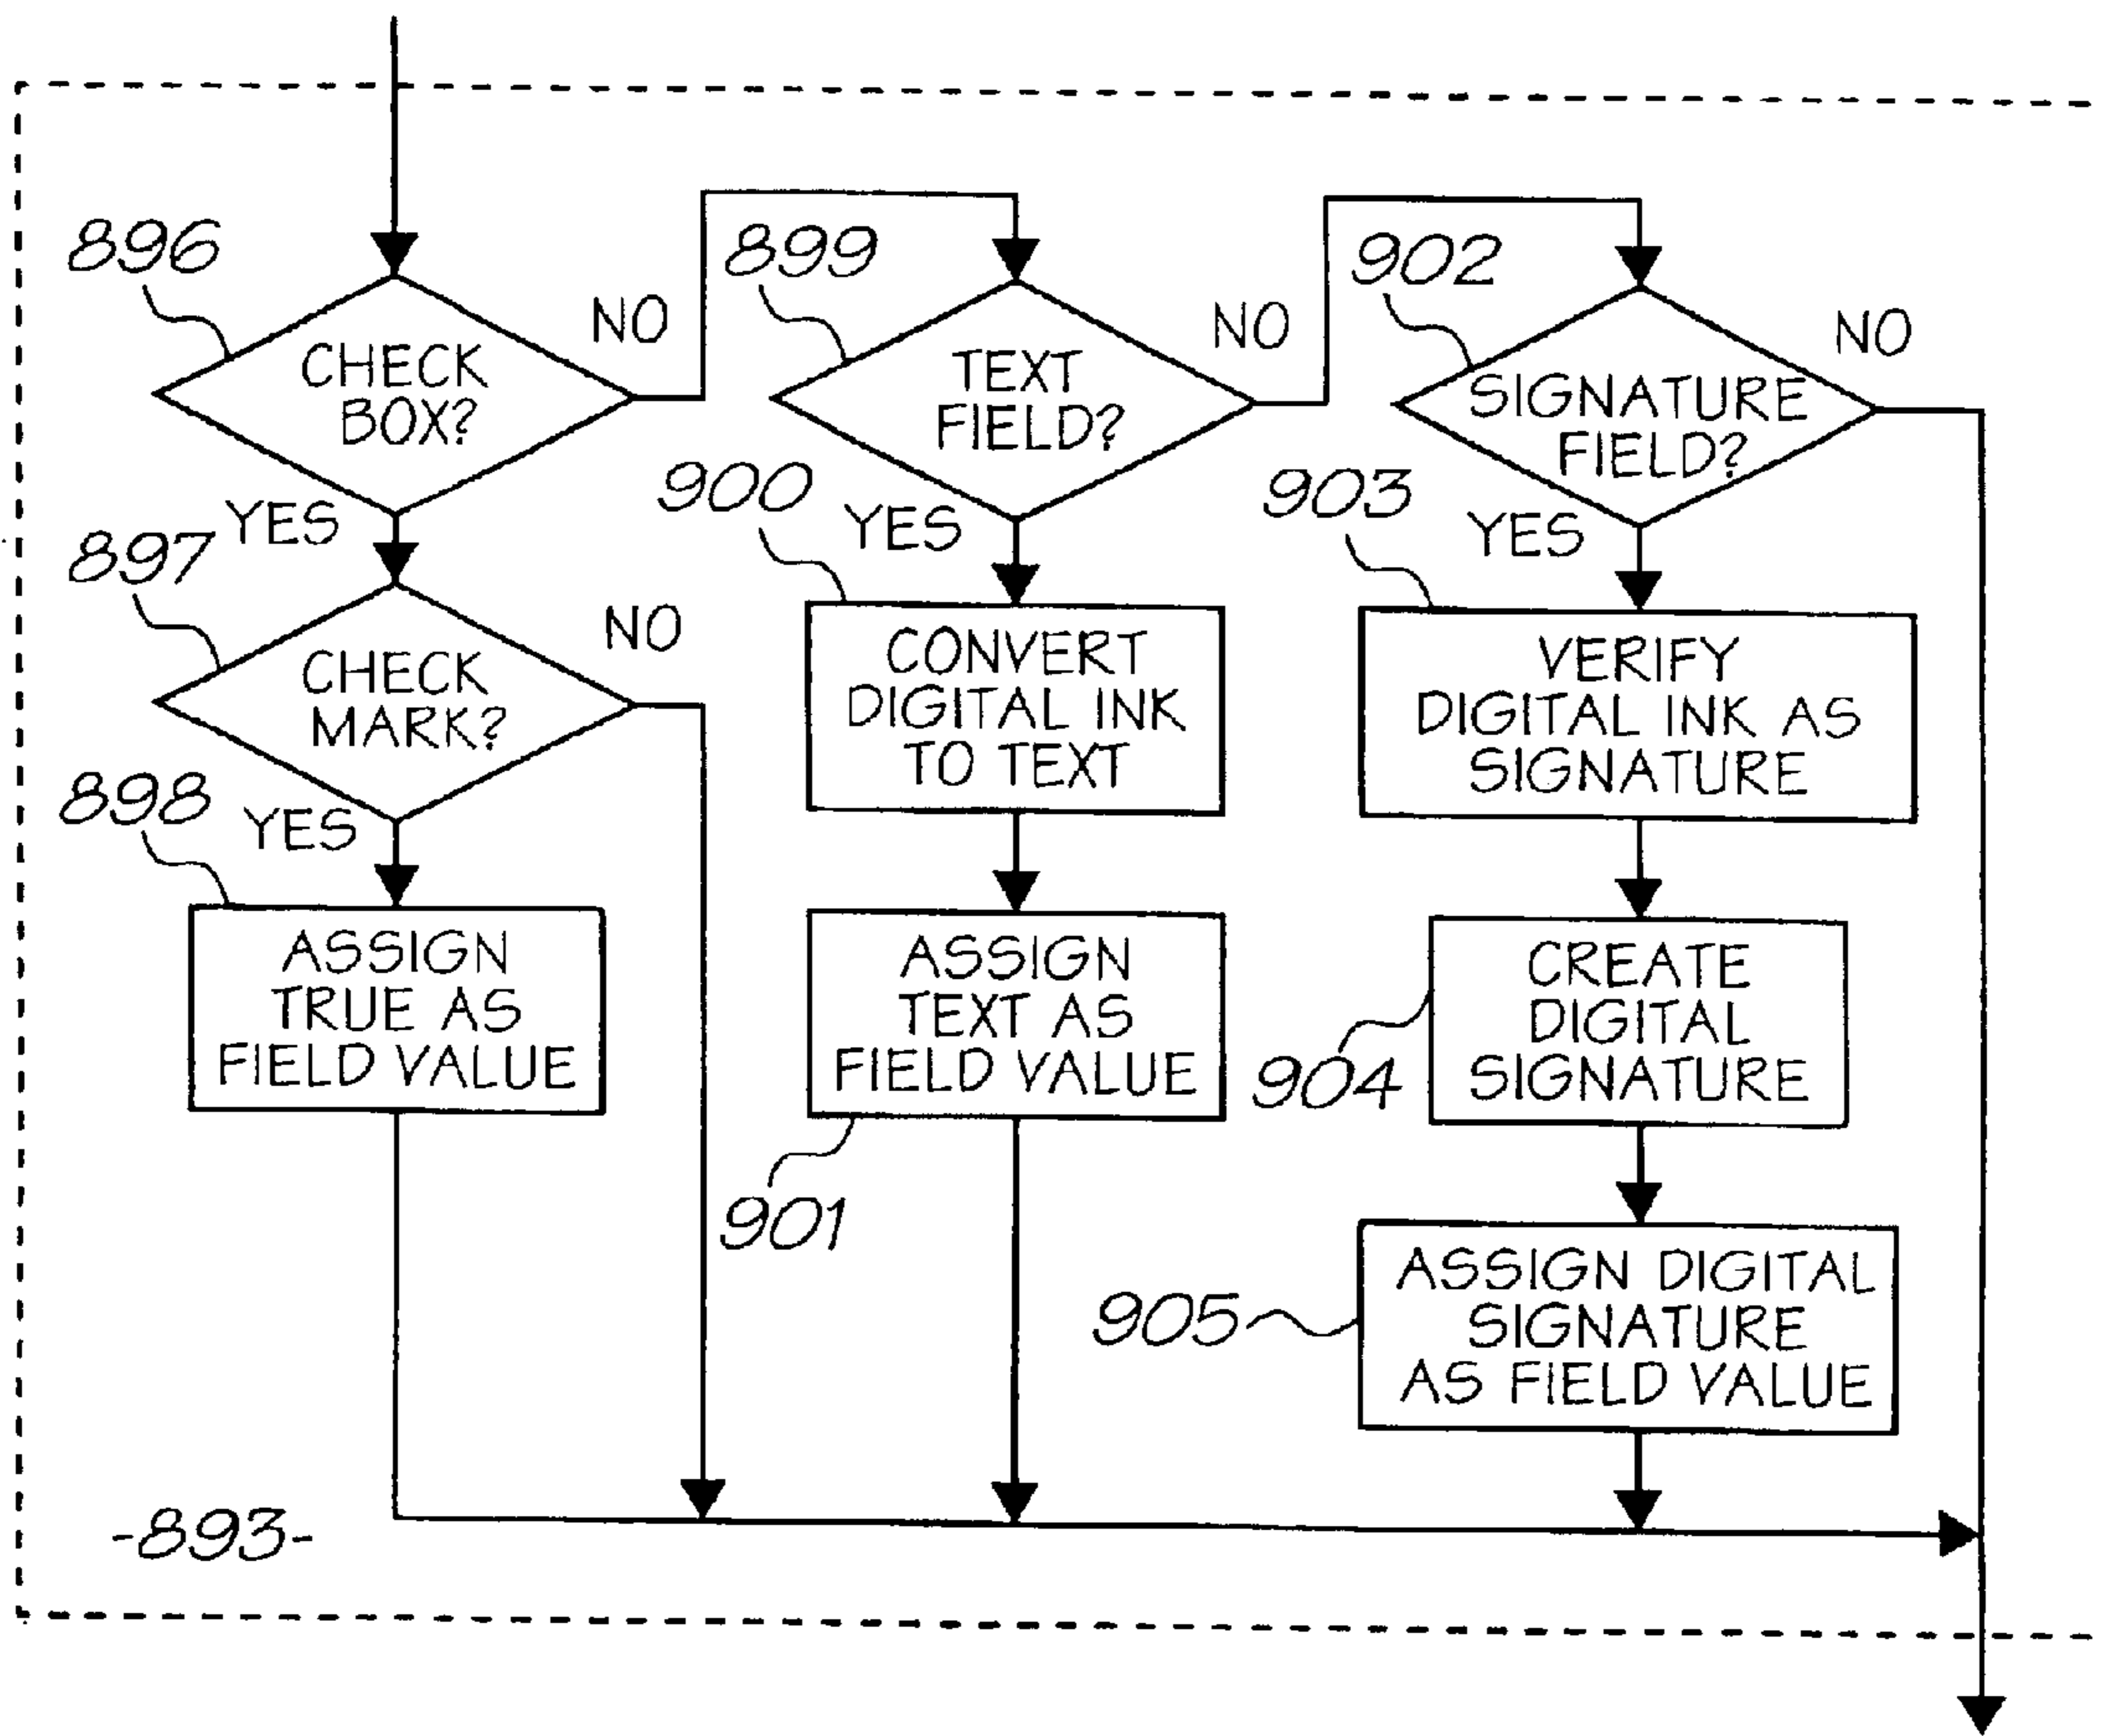 896
CHECK
BOX?
NO
YES
897
CHECK
MARK?
NO
YES
898
ASSIGN
TRUE AS
FIELD VALUE
899
TEXT
FIELD?
NO
YES
900
CONVERT
DIGITAL INK
TO TEXT
ASSIGN
TEXT AS
FIELD VALUE
901
902
SIGNATURE
FIELD?
NO
YES
903
VERIFY
DIGITAL INK AS
SIGNATURE
CREATE
DIGITAL
SIGNATURE
904
ASSIGN DIGITAL
SIGNATURE
AS FIELD VALUE
905
-893-